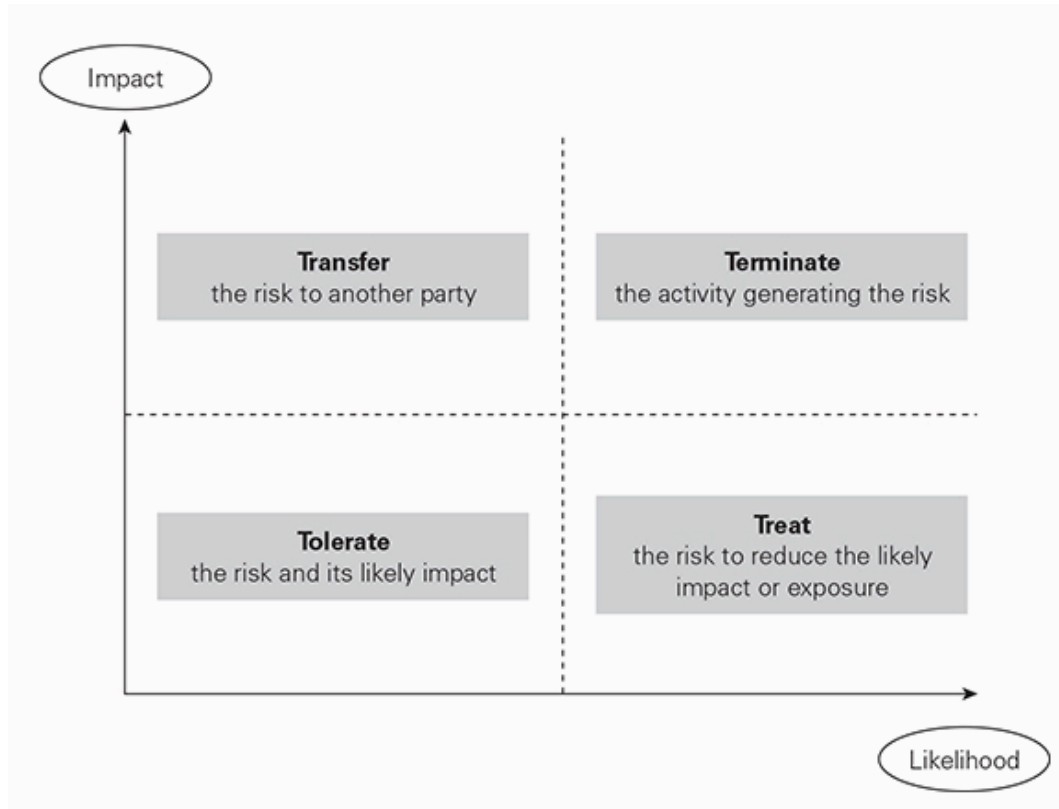 Impact
Transfer
the risk to another party
Terminate
the activity generating the risk
Tolerate
the risk and its likely impact
Treat
the risk to reduce the likely
impact or exposure
Likelihood